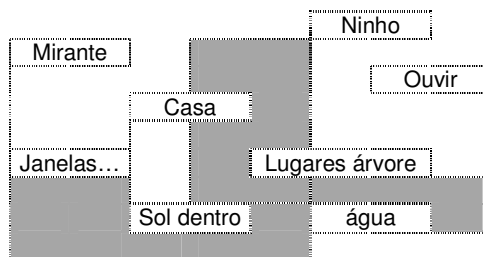 Ninho
Mirante
Ouvir
Casa
Janelas…
Lugares árvore
Sol dentro
água